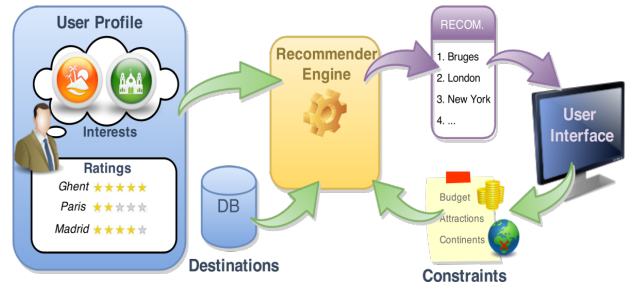 User Profile
Interests
Ratings
Ghent
Paris
Madrid
DB
Destinations
Recommender
Engine
RECOM.
1. Bruges
2. London
3. New York
4. ...
User
Interface
Budget
Attractions
Continents
Constraints